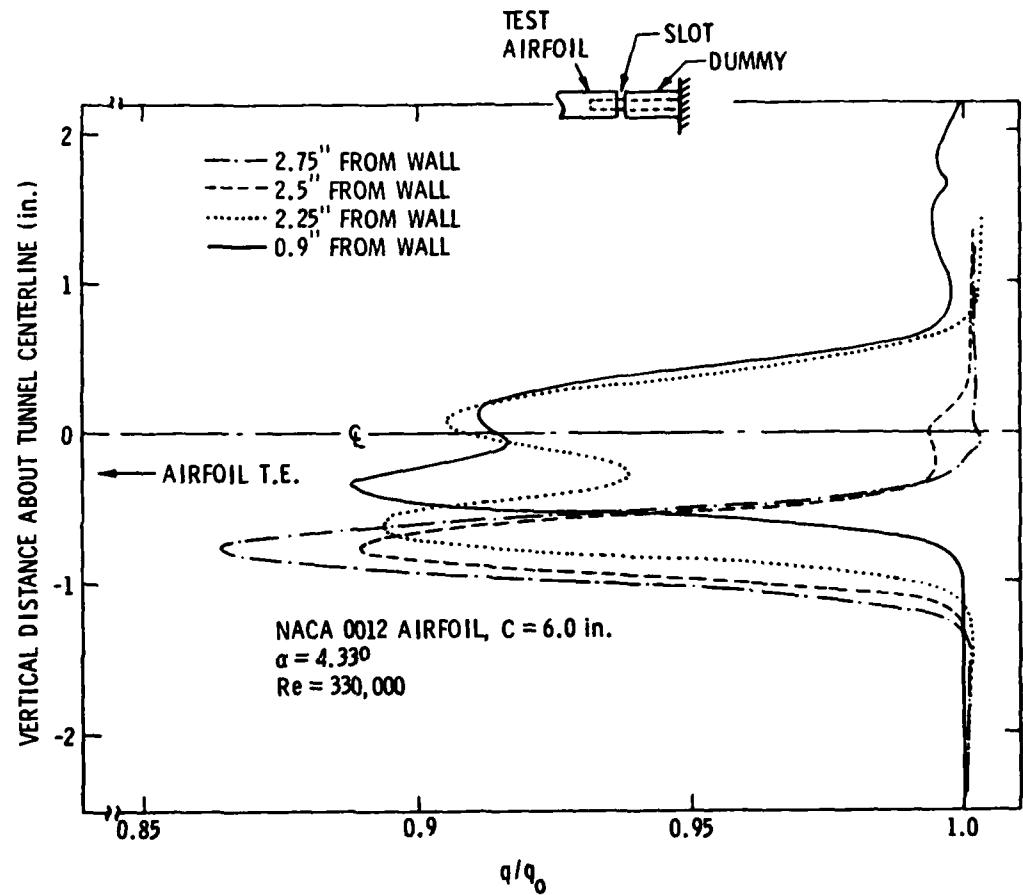 TEST
AIRFOIL
SLOT
DUMMY
2.75" FROM WALL
2.5" FROM WALL
2.25" FROM WALL
0.9" FROM WALL
VERTICAL DISTANCE ABOUT TUNNEL CENTERLINE (in.)
2
1
0
-1
-2
℄
AIRFOIL T.E.
NACA 0012 AIRFOIL, C = 6.0 in.
α = 4.33⁰
Re = 330,000
0.85
0.9
0.95
1.0
q/q₀